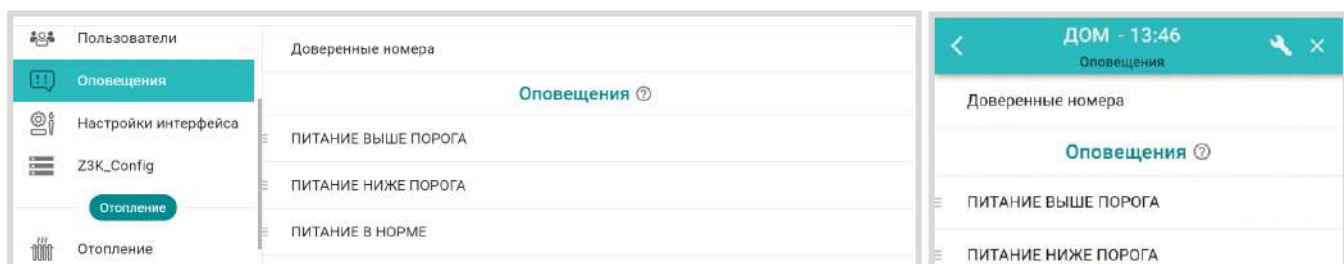 Пользователи
Оповещения
Настройки интерфейса
Z3K_Config
Отопление
Отопление
Доверенные номера
Оповещения ?
ПИТАНИЕ ВЫШЕ ПОРОГА
ПИТАНИЕ НИЖЕ ПОРОГА
ПИТАНИЕ В НОРМЕ
ДОМ - 13:46
Оповещения
Доверенные номера
Оповещения ?
ПИТАНИЕ ВЫШЕ ПОРОГА
ПИТАНИЕ НИЖЕ ПОРОГА